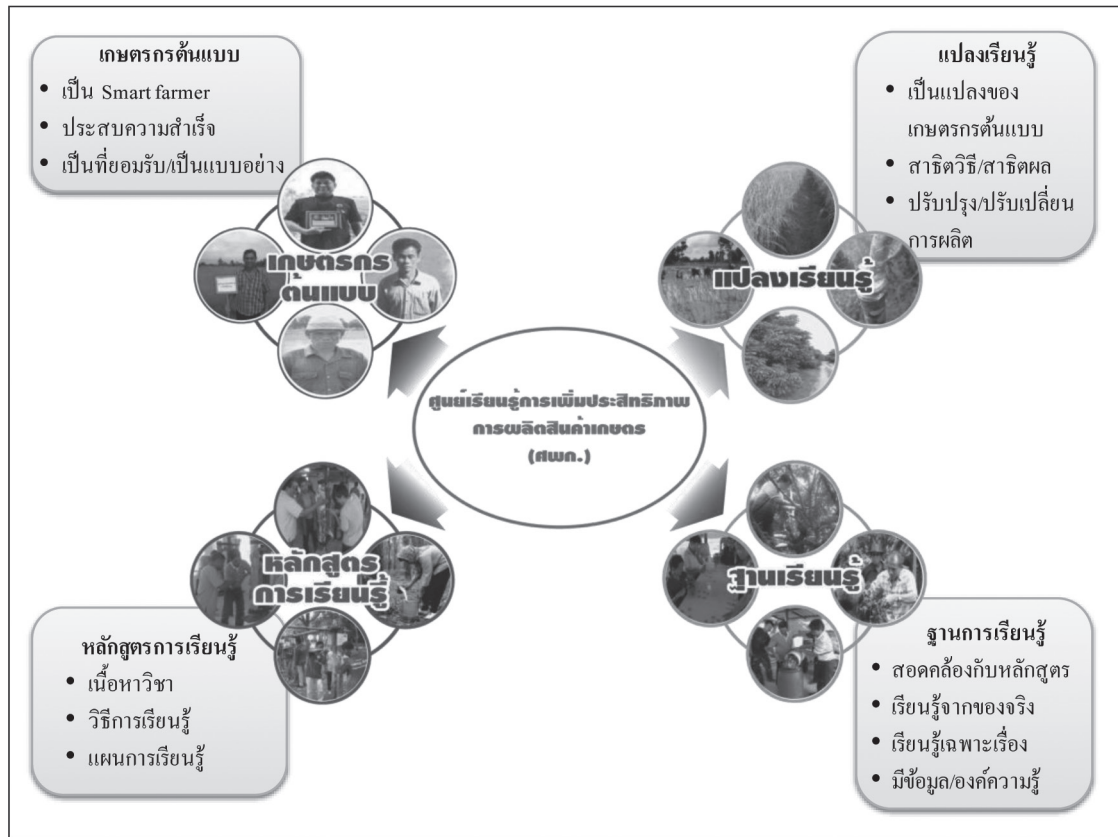 เกษตรกรต้นแบบ
• เป็น Smart farmer
• ประสบความสำเร็จ
• เป็นที่ยอมรับ/เป็นแบบอย่าง
แปลงเรียนรู้
• เป็นแปลงของ
เกษตรกรต้นแบบ
• สาธิตวิธี/สาธิตผล
• ปรับปรุง/ปรับเปลี่ยน
การผลิต
เกษตรกร
ต้นแบบ
แปลงเรียนรู้
ศูนย์เรียนรู้การเพิ่มประสิทธิภาพ
การผลิตสินค้าเกษตร
(ศพก.)
หลักสูตร
การเรียนรู้
ฐานเรียนรู้
หลักสูตรการเรียนรู้
• เนื้อหาวิชา
• วิธีการเรียนรู้
• แผนการเรียนรู้
ฐานการเรียนรู้
• สอดคล้องกับหลักสูตร
• เรียนรู้จากของจริง
• เรียนรู้เฉพาะเรื่อง
• มีข้อมูล/องค์ความรู้